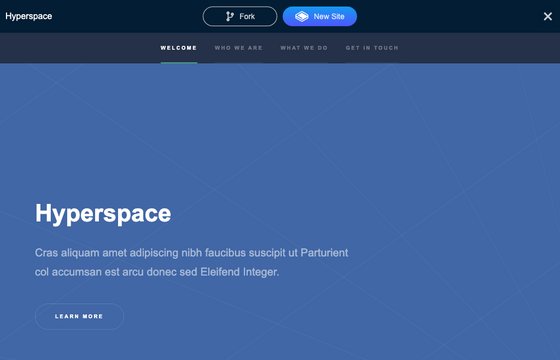 Hyperspace
Fork
New Site
WELCOME
WHO WE ARE
WHAT WE DO
GET IN TOUCH
Hyperspace
Cras aliquam amet adipiscing nibh faucibus suscipit ut Parturient
col accumsan est arcu donec sed Eleifend Integer.
LEARN MORE